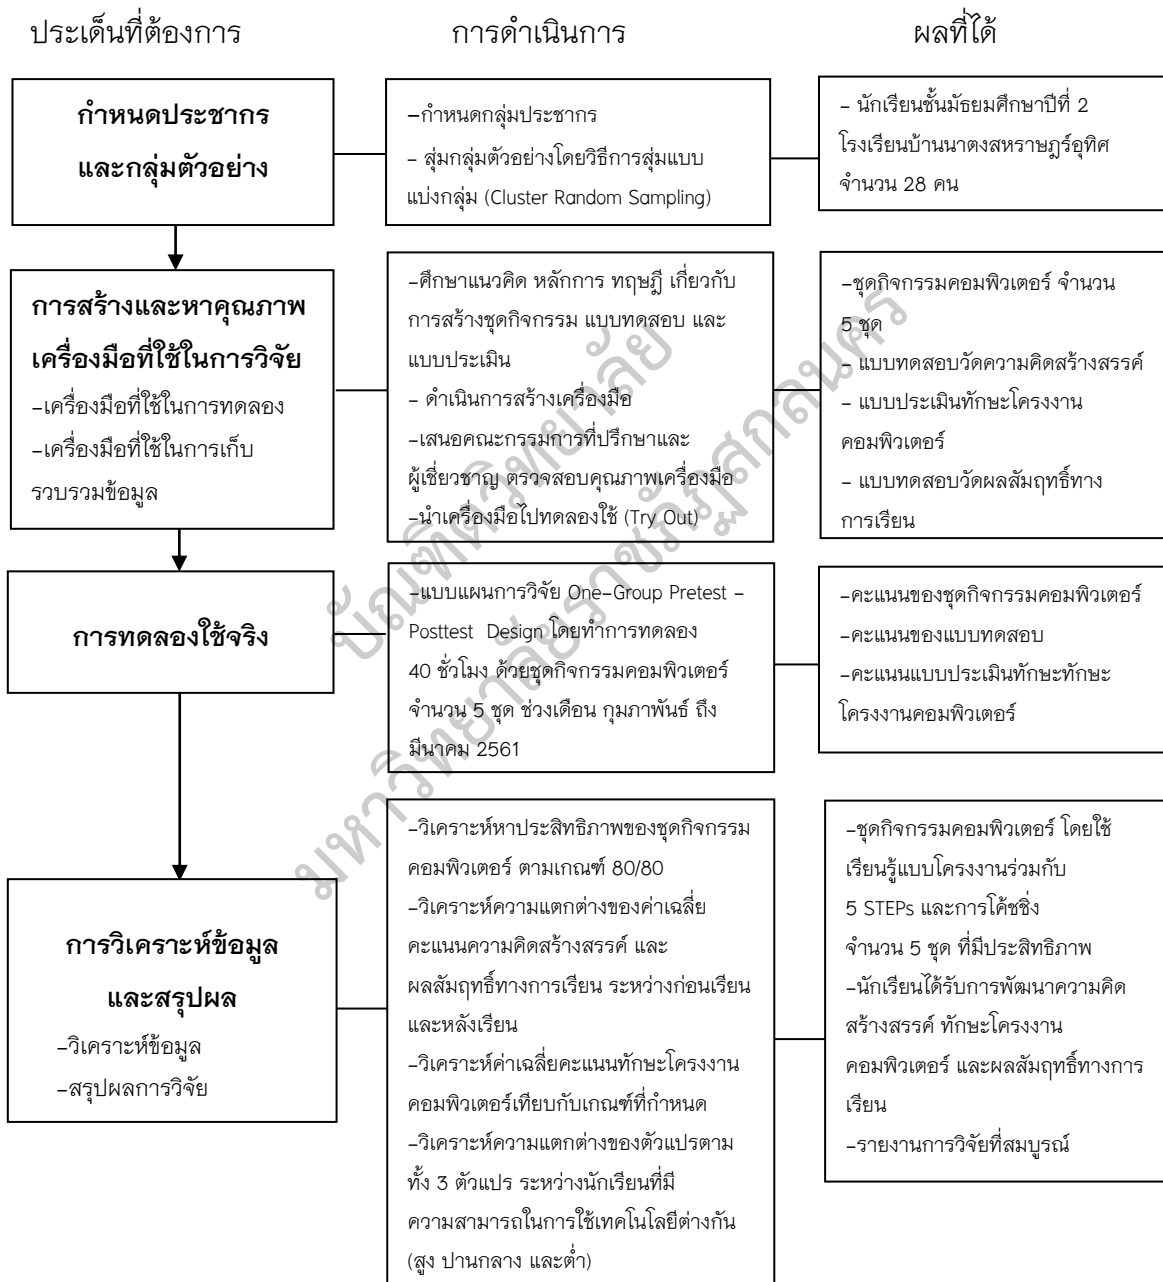 ประเด็นที่ต้องการ
การดำเนินการ
ผลที่ได้
กำหนดประชากร
และกลุ่มตัวอย่าง
–กำหนดกลุ่มประชากร
– สุ่มกลุ่มตัวอย่างโดยวิธีการสุ่มแบบ
แบ่งกลุ่ม (Cluster Random Sampling)
– นักเรียนชั้นมัธยมศึกษาปีที่ 2
โรงเรียนบ้านนาตงสหราษฎร์อุทิศ
จำนวน 28 คน
การสร้างและหาคุณภาพ
เครื่องมือที่ใช้ในการวิจัย
–เครื่องมือที่ใช้ในการทดลอง
–เครื่องมือที่ใช้ในการเก็บ
รวบรวมข้อมูล
–ศึกษาแนวคิด หลักการ ทฤษฎี เกี่ยวกับ
การสร้างชุดกิจกรรม แบบทดสอบ และ
แบบประเมิน
– ดำเนินการสร้างเครื่องมือ
–เสนอคณะกรรมการที่ปรึกษาและ
ผู้เชี่ยวชาญ ตรวจสอบคุณภาพเครื่องมือ
–นำเครื่องมือไปทดลองใช้ (Try Out)
–ชุดกิจกรรมคอมพิวเตอร์ จำนวน
5 ชุด
– แบบทดสอบวัดความคิดสร้างสรรค์
– แบบประเมินทักษะโครงงาน
คอมพิวเตอร์
– แบบทดสอบวัดผลสัมฤทธิ์ทาง
การเรียน
การทดลองใช้จริง
–แบบแผนการวิจัย One–Group Pretest –
Posttest Design โดยทำการทดลอง
40 ชั่วโมง ด้วยชุดกิจกรรมคอมพิวเตอร์
จำนวน 5 ชุด ช่วงเดือน กุมภาพันธ์ ถึง
มีนาคม 2561
–คะแนนของชุดกิจกรรมคอมพิวเตอร์
–คะแนนของแบบทดสอบ
–คะแนนแบบประเมินทักษะทักษะ
โครงงานคอมพิวเตอร์
การวิเคราะห์ข้อมูล
และสรุปผล
–วิเคราะห์ข้อมูล
–สรุปผลการวิจัย
–วิเคราะห์หาประสิทธิภาพของชุดกิจกรรม
คอมพิวเตอร์ ตามเกณฑ์ 80/80
–วิเคราะห์ความแตกต่างของค่าเฉลี่ย
คะแนนความคิดสร้างสรรค์ และ
ผลสัมฤทธิ์ทางการเรียน ระหว่างก่อนเรียน
และหลังเรียน
–วิเคราะห์ค่าเฉลี่ยคะแนนทักษะโครงงาน
คอมพิวเตอร์เทียบกับเกณฑ์ที่กำหนด
–วิเคราะห์ความแตกต่างของตัวแปรตาม
ทั้ง 3 ตัวแปร ระหว่างนักเรียนที่มี
ความสามารถในการใช้เทคโนโลยีต่างกัน
(สูง ปานกลาง และต่ำ)
–ชุดกิจกรรมคอมพิวเตอร์ โดยใช้
เรียนรู้แบบโครงงานร่วมกับ
5 STEPs และการโค้ชชิ่ง
จำนวน 5 ชุด ที่มีประสิทธิภาพ
–นักเรียนได้รับการพัฒนาความคิด
สร้างสรรค์ ทักษะโครงงาน
คอมพิวเตอร์ และผลสัมฤทธิ์ทางการ
เรียน
–รายงานการวิจัยที่สมบูรณ์
บัณฑิตวิทยาลัย
มหาวิทยาลัยราชภัฏสกลนคร